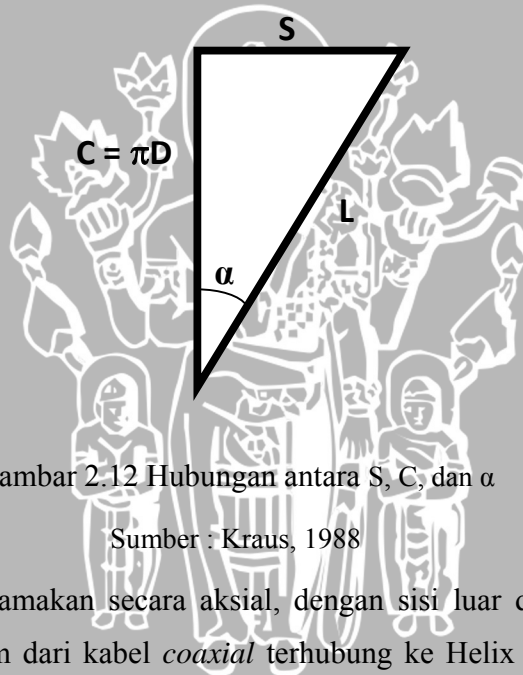 S
C = πD
L
α
ambar 2.12 Hubungan antara S, C, dan α
Sumber : Kraus, 1988
amakan secara aksial, dengan sisi luar
dari kabel coaxial terhubung ke Helix